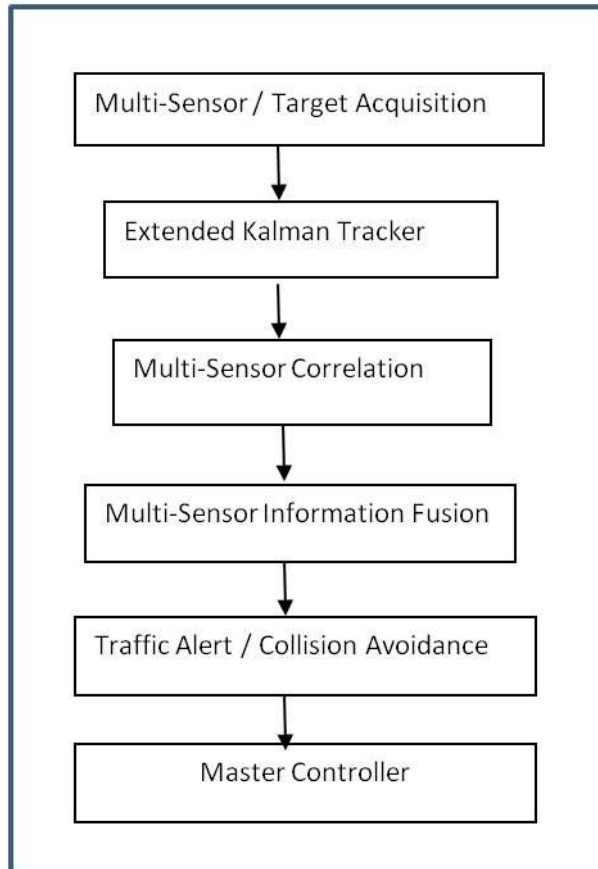 Multi-Sensor / Target Acquisition
Extended Kalman Tracker
Multi-Sensor Correlation
Multi-Sensor Information Fusion
Traffic Alert / Collision Avoidance
Master Controller